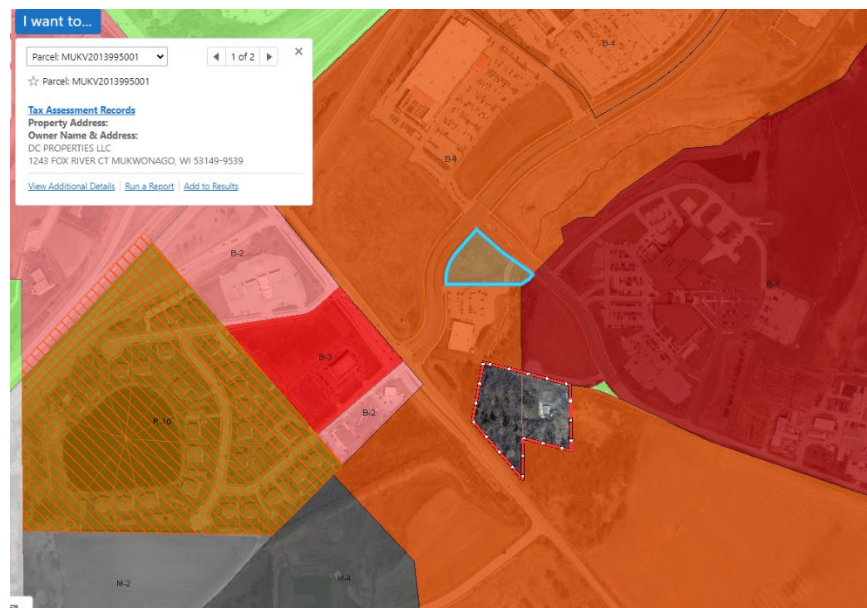 I want to...
Parcel: MUKV2013995001
1 of 2
Parcel: MUKV2013995001
Tax Assessment Records
Property Address:
Owner Name & Address:
DC PROPERTIES LLC
1243 FOX RIVER CT MUKWONAGO, WI 53149-9539
View Additional Details
Run a Report
Add to Results
B-4
B-4
B-5
B-2
B-3
B-2
R-10
M-2
M-4